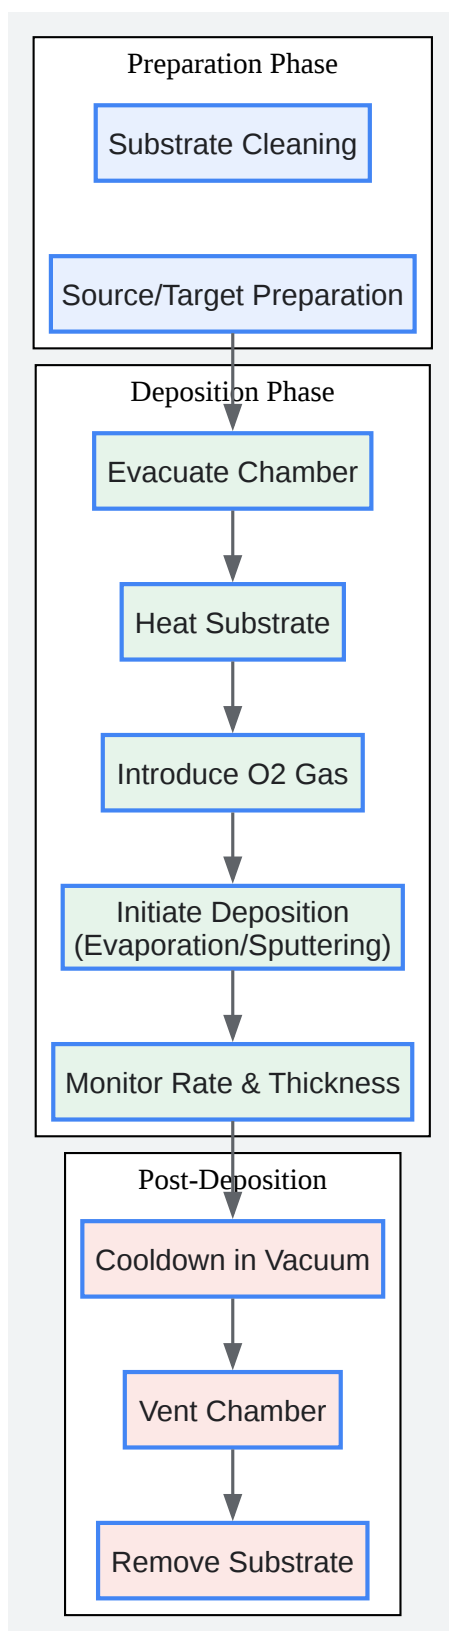 Preparation Phase
Substrate Cleaning
Source/Target Preparation
Deposition Phase
Evacuate Chamber
Heat Substrate
Introduce O2 Gas
Initiate Deposition
(Evaporation/Sputtering)
Monitor Rate & Thickness
Post-Deposition
Cooldown in Vacuum
Vent Chamber
Remove Substrate